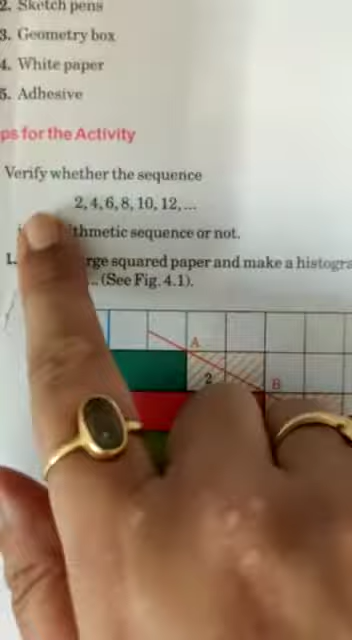 2. Sketch pens
3. Geometry box
4. White paper
5. Adhesive
ps for the Activity
Verify whether the sequence
2, 4, 6, 8, 10, 12, ...
ithmetic sequence or not.
1. rge squared paper and make a histogra
... (See Fig. 4.1).
A
2
B